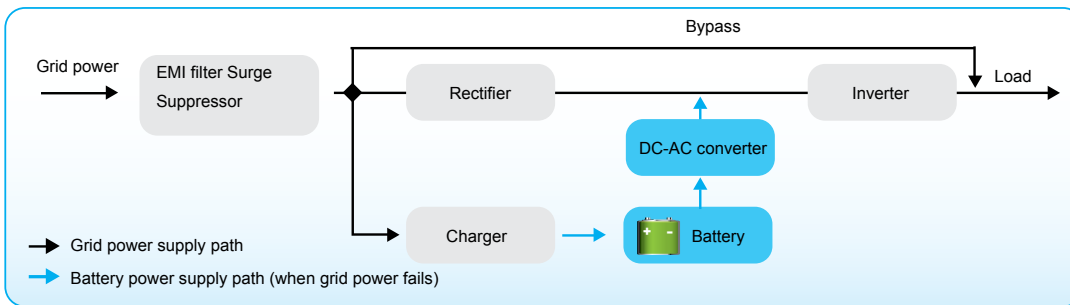 Bypass
Grid power
EMI filter Surge
Suppressor
Rectifier
Inverter
Load
DC-AC converter
Charger
+ -
Battery
Grid power supply path
Battery power supply path (when grid power fails)